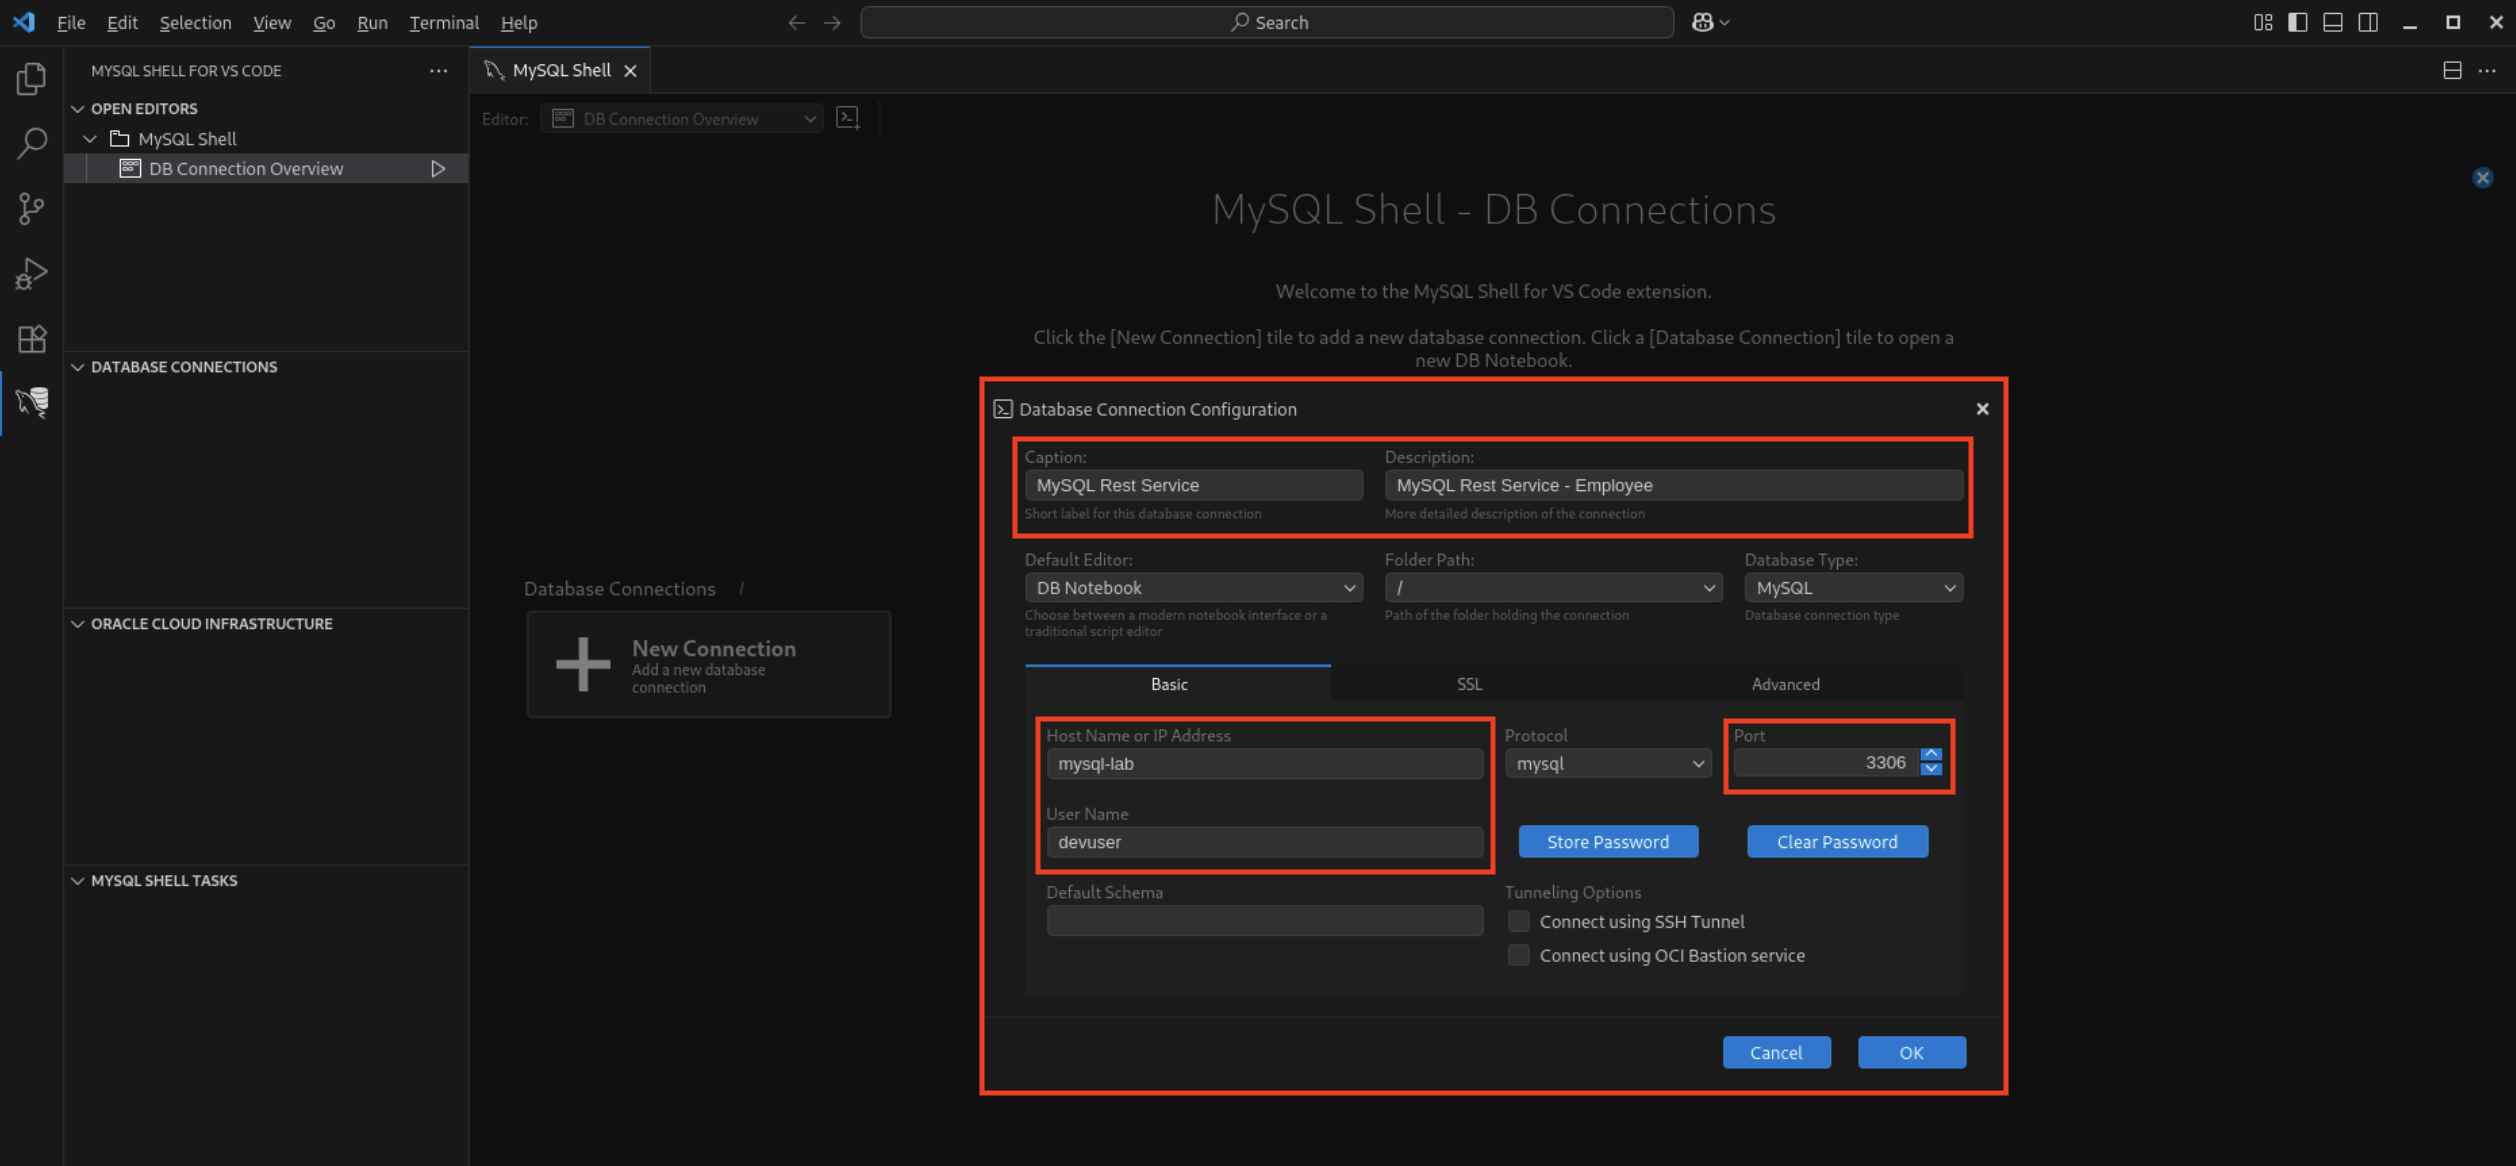 File Edit Selection View Go Run Terminal Help
Search
MYSQL SHELL FOR VS CODE
MySQL Shell
OPEN EDITORS
MySQL Shell
DB Connection Overview
DATABASE CONNECTIONS
ORACLE CLOUD INFRASTRUCTURE
MYSQL SHELL TASKS
Editor: DB Connection Overview
MySQL Shell - DB Connections
Welcome to the MySQL Shell for VS Code extension.
Click the [New Connection] tile to add a new database connection. Click a [Database Connection] tile to open a
new DB Notebook.
Database Connections /
New Connection
Add a new database
connection
Database Connection Configuration
Caption: Description:
MySQL Rest Service MySQL Rest Service - Employee
Short label for this database connection More detailed description of the connection
Default Editor: Folder Path: Database Type:
DB Notebook / MySQL
Choose between a modern notebook interface or a Path of the folder holding the connection Database connection type
traditional script editor
Basic SSL Advanced
Host Name or IP Address Protocol Port
mysql-lab mysql 3306
User Name
devuser Store Password Clear Password
Default Schema Tunneling Options
Connect using SSH Tunnel
Connect using OCI Bastion service
Cancel OK